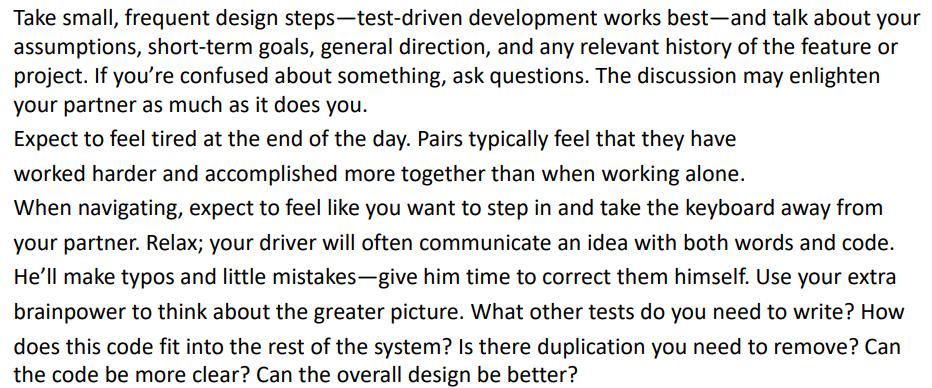 Take small, frequent design steps—test-driven development works best—and talk about your
assumptions, short-term goals, general direction, and any relevant history of the feature or
project. If you’re confused about something, ask questions. The discussion may enlighten
your partner as much as it does you.
Expect to feel tired at the end of the day. Pairs typically feel that they have
worked harder and accomplished more together than when working alone.
When navigating, expect to feel like you want to step in and take the keyboard away from
your partner. Relax; your driver will often communicate an idea with both words and code.
He’ll make typos and little mistakes—give him time to correct them himself. Use your extra
brainpower to think about the greater picture. What other tests do you need to write? How
does this code fit into the rest of the system? Is there duplication you need to remove? Can
the code be more clear? Can the overall design be better?